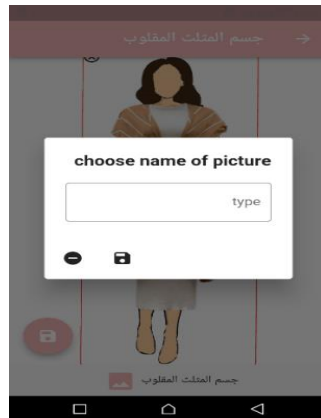 جسم المثلث المقلوب
choose name of picture
type
جسم المثلث المقلوب